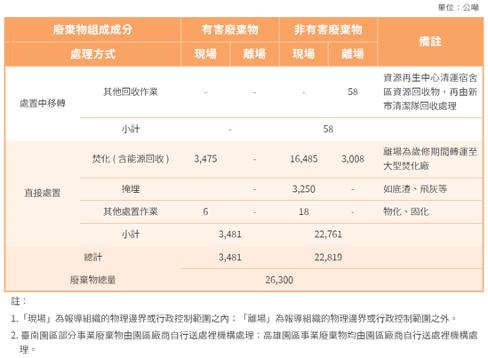 單位：公噸
廢棄物組成成分 有害廢棄物 非有害廢棄物 備註
處理方式 現場 離場 現場 離場
處置中移轉 其他回收作業 - - - 58 資源再生中心清運宿舍
區資源回收物，再由新
市清潔隊回收處理
小計 - 58
直接處置 焚化 ( 含能源回收 ) 3,475 - 16,485 3,008 離場為歲修期間轉運至
大型焚化廠
掩埋 - 3,250 - 如底渣、飛灰等
其他處置作業 6 - 18 - 物化、固化
小計 3,481 22,761
總計 3,481 22,819
廢棄物總量 26,300
註：
1.「現場」為報導組織的物理邊界或行政控制範圍之內；「離場」為報導組織的物理邊界或行政控制範圍之外。
2. 臺南園區部分事業廢棄物由園區廠商自行送處裡機構處理；高雄園區事業廢棄物均由園區廠商自行送處理機構處
理。